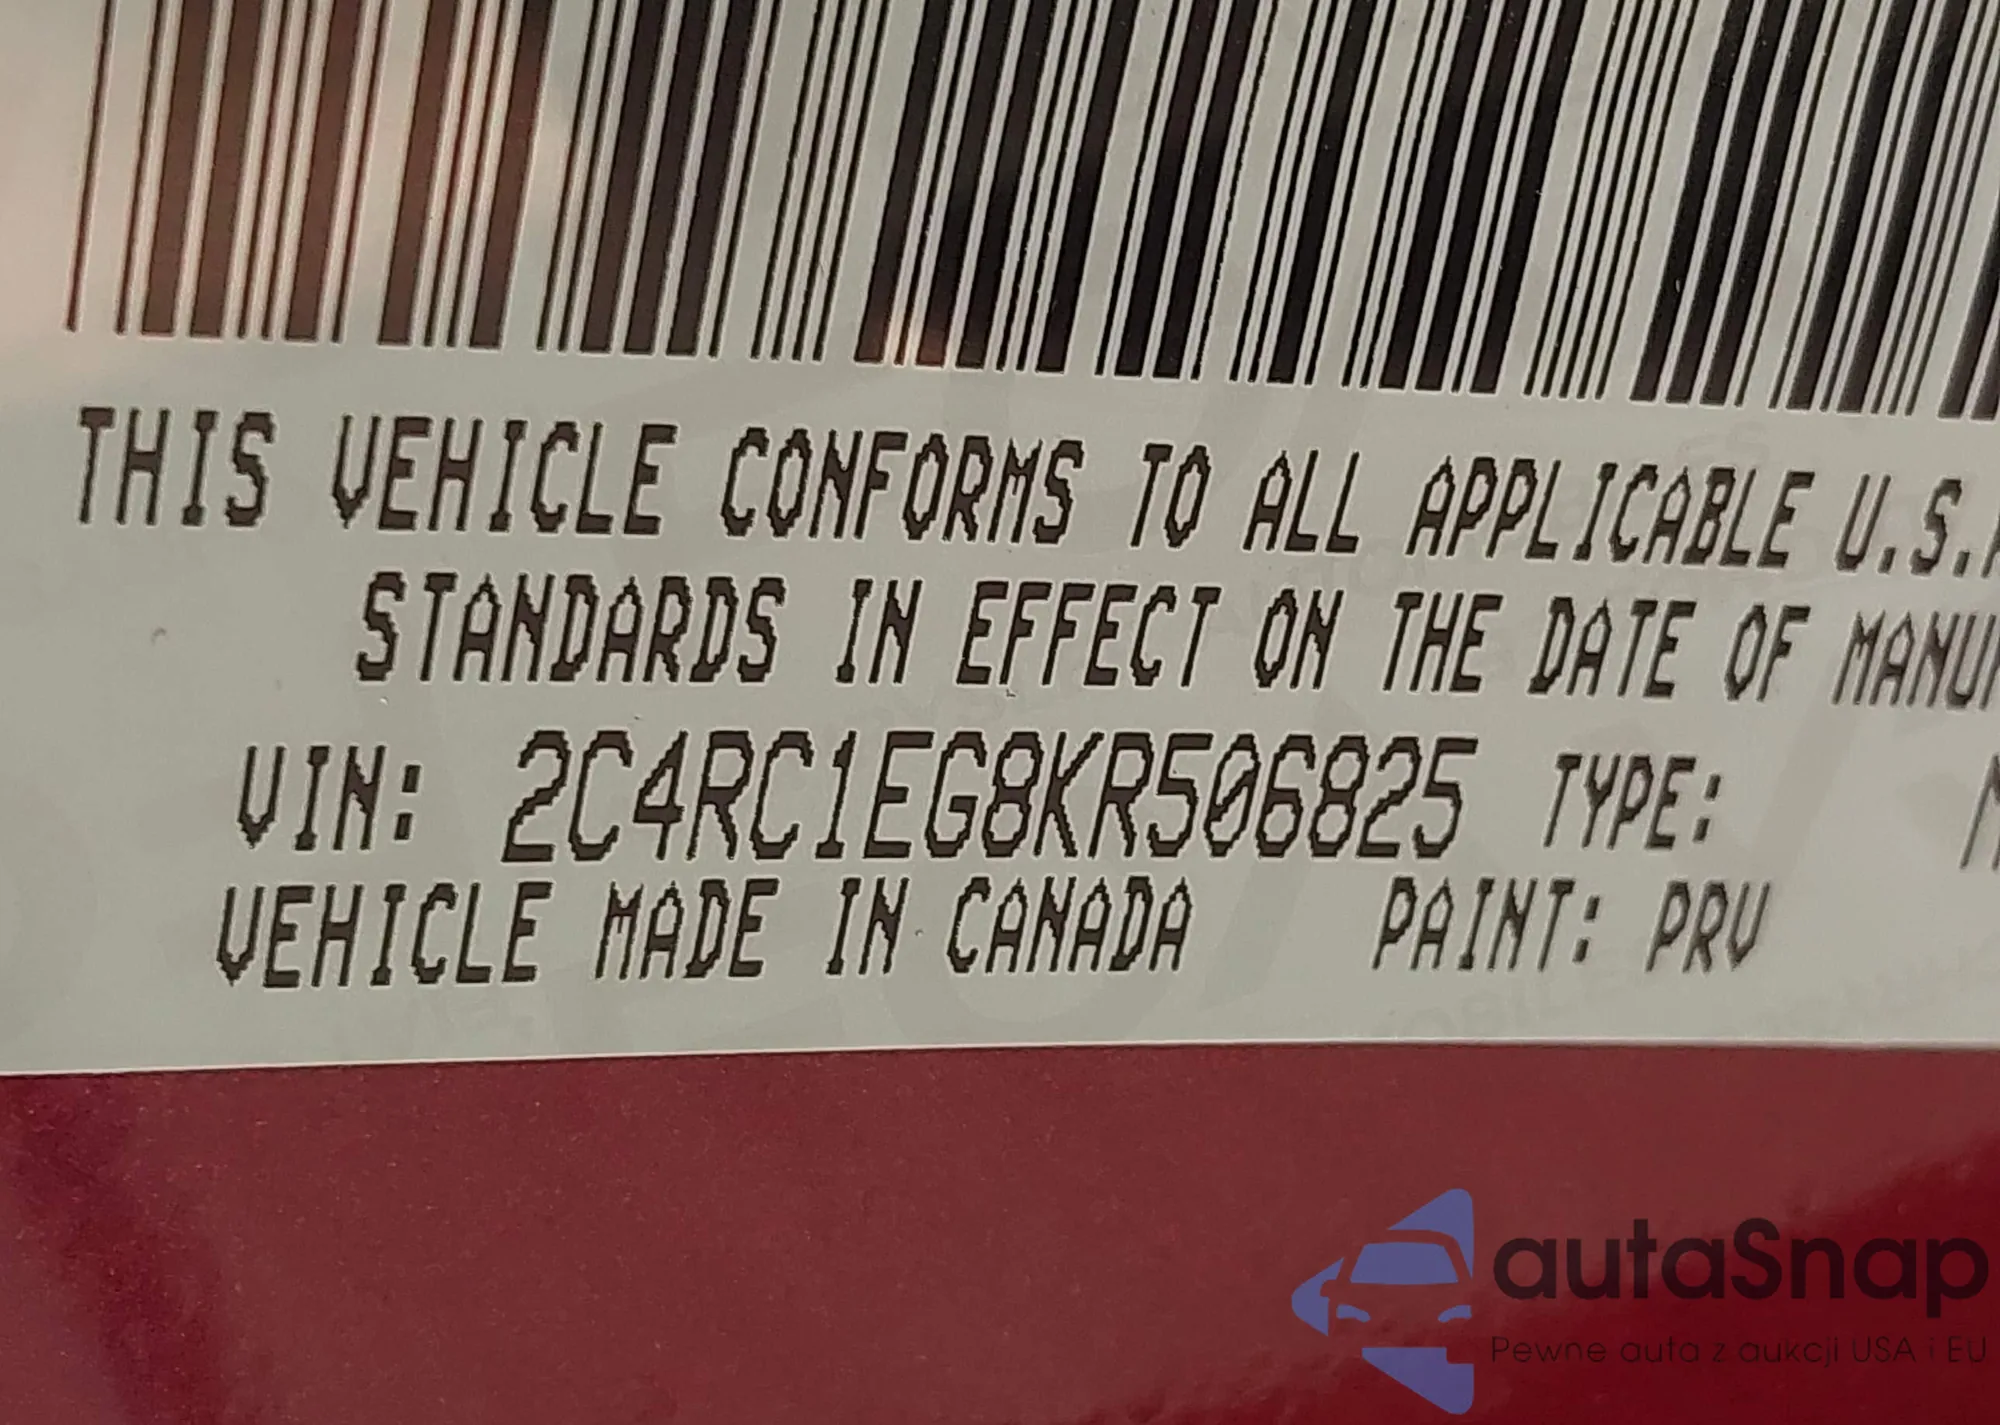 THIS VEHICLE CONFORMS TO ALL APPLICABLE U.S.
STANDARDS IN EFFECT ON THE DATE OF
VIN: 2C4RC1EG8KR506825 TYPE:
VEHICLE MADE IN CANADA PAINT: PRV
autaSnap
Pewne auta z aukcji USA i EU